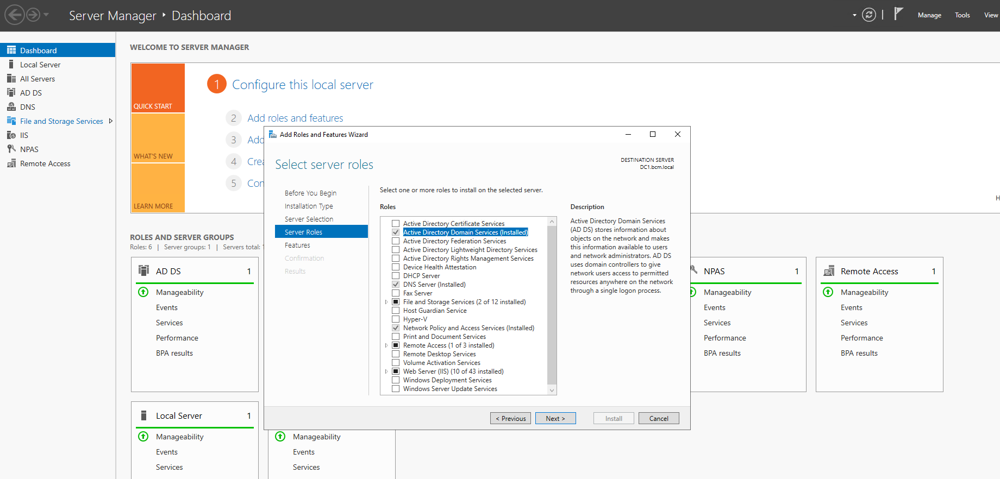 Server Manager ‣ Dashboard
Manage Tools View
Dashboard
Local Server
All Servers
AD DS
DNS
File and Storage Services
IIS
NPAS
Remote Access
WELCOME TO SERVER MANAGER
QUICK START
WHAT'S NEW
LEARN MORE
1 Configure this local server
2 Add roles and features
3 Add
4 Crea
5 Con
H
ROLES AND SERVER GROUPS
Roles: 6 | Server groups: 1 | Servers total: 1
AD DS 1
Manageability
Events
Services
Performance
BPA results
NPAS 1
Manageability
Events
Services
Performance
BPA results
Remote Access 1
Manageability
Events
Services
Performance
BPA results
Local Server 1
Manageability
Events
Services
Manageability
Events
Services
Add Roles and Features Wizard
Select server roles
DESTINATION SERVER
DC1.bcm.local
Before You Begin
Installation Type
Server Selection
Server Roles
Features
Confirmation
Results
Select one or more roles to install on the selected server.
Roles
Active Directory Certificate Services
Active Directory Domain Services (Installed)
Active Directory Federation Services
Active Directory Lightweight Directory Services
Active Directory Rights Management Services
Device Health Attestation
DHCP Server
DNS Server (Installed)
Fax Server
File and Storage Services (2 of 12 installed)
Host Guardian Service
Hyper-V
Network Policy and Access Services (Installed)
Print and Document Services
Remote Access (1 of 3 installed)
Remote Desktop Services
Volume Activation Services
Web Server (IIS) (10 of 43 installed)
Windows Deployment Services
Windows Server Update Services
Description
Active Directory Domain Services
(AD DS) stores information about
objects on the network and makes
this information available to users
and network administrators. AD DS
uses domain controllers to give
network users access to permitted
resources anywhere on the network
through a single logon process.
< Previous
Next >
Install
Cancel